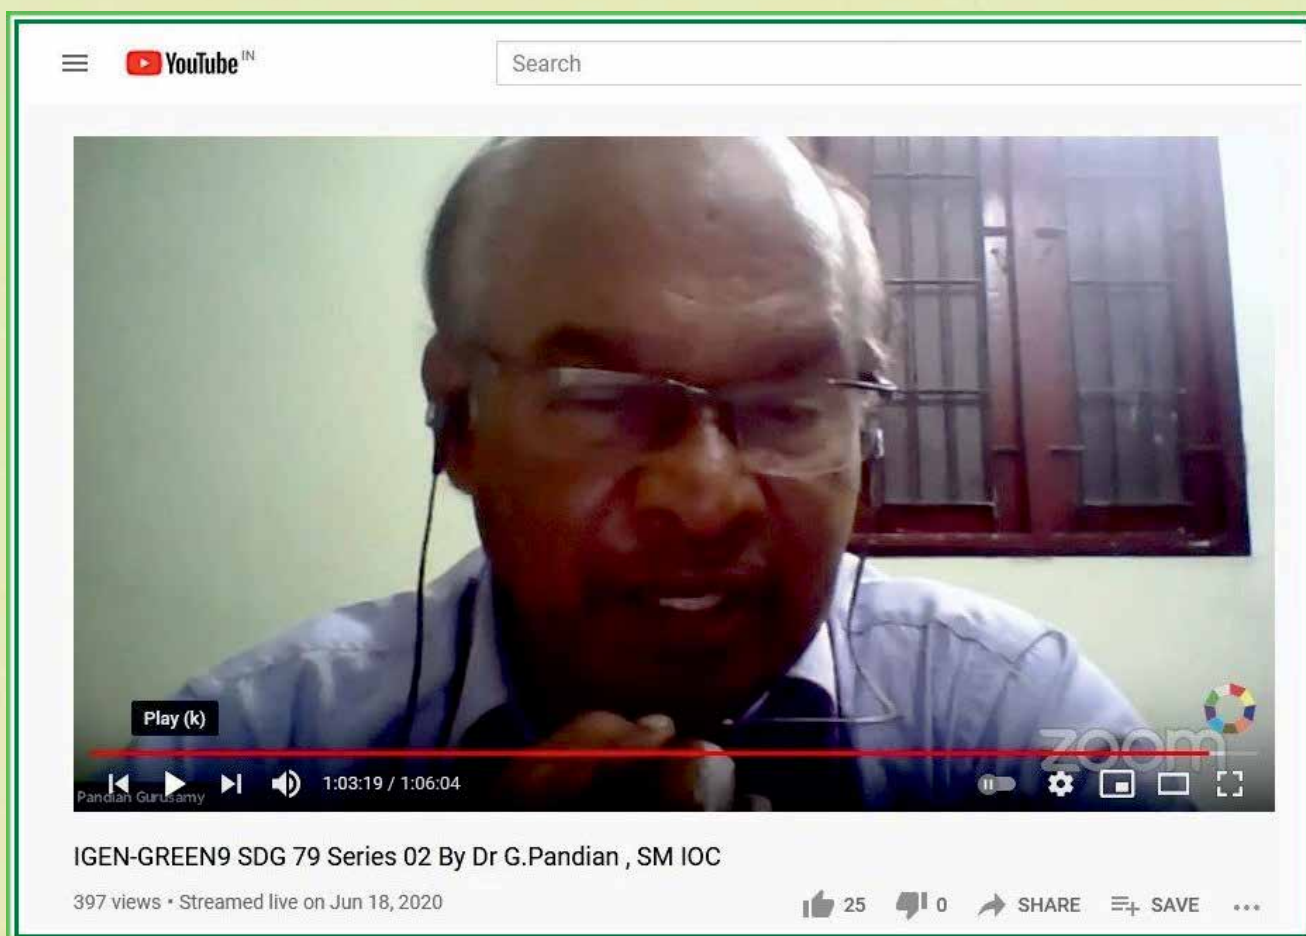 YouTube IN
Search
Play (k)
zoom
1:03:19 / 1:06:04
Pandian Gurusamy
IGEN-GREEN9 SDG 79 Series 02 By Dr G.Pandian , SM IOC
397 views • Streamed live on Jun 18, 2020
25 0 SHARE SAVE